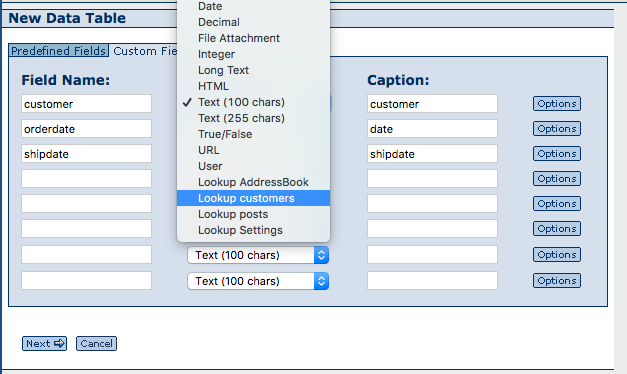 New Data Table
Predefined Fields Custom Fie
Date
Decimal
File Attachment
Integer
Long Text
HTML
✓ Text (100 chars)
Text (255 chars)
True/False
URL
User
Lookup AddressBook
Lookup customers
Lookup posts
Lookup Settings
Field Name: Caption:
customer customer Options
orderdate date Options
shipdate shipdate Options
Options
Options
Options
Text (100 chars) Options
Text (100 chars) Options
Next Cancel